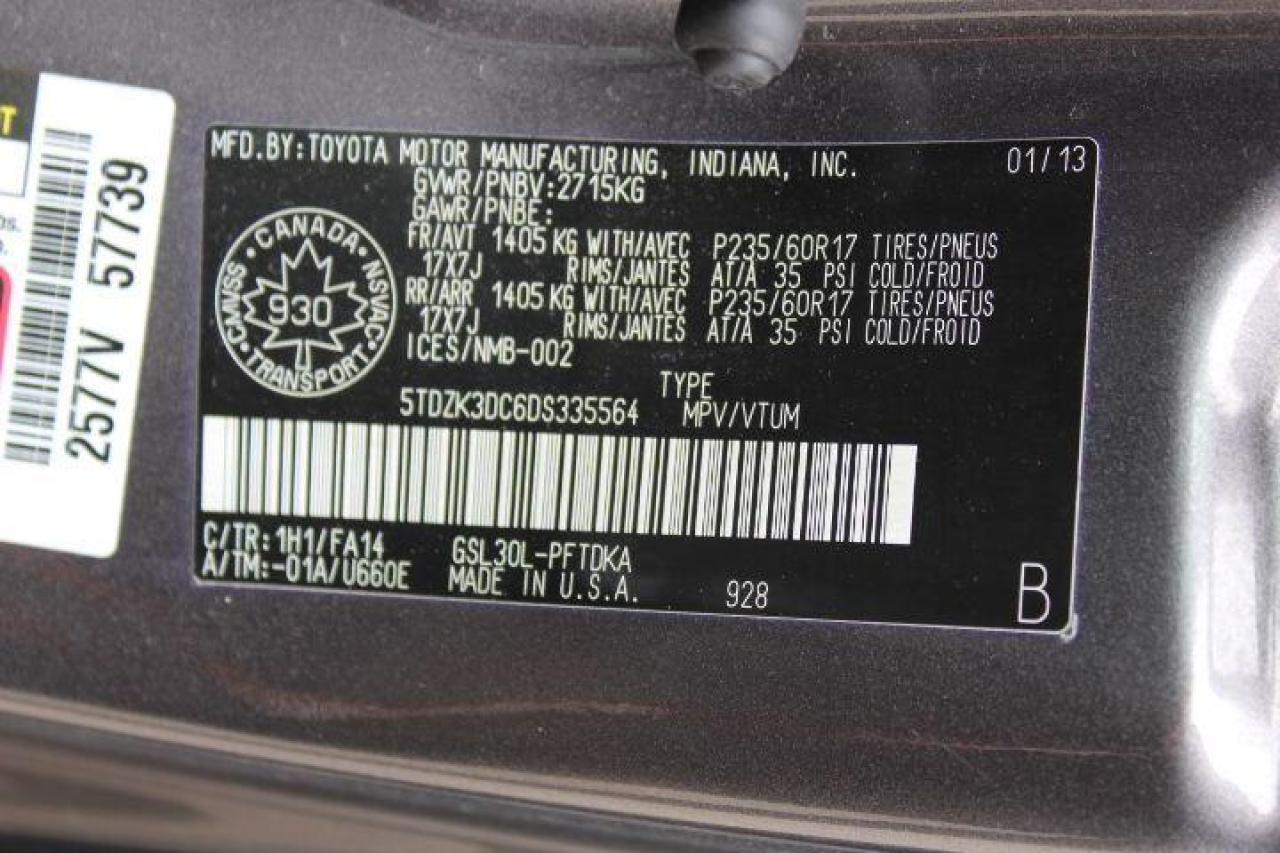 MFD.BY:TOYOTA MOTOR MANUFACTURING, INDIANA, INC. 01/13
GVWR/PNBV:2715KG
GAWR/PNBE:
FR/AVT 1405 KG WITH/AVEC P235/60R17 TIRES/PNEUS
17X7J RIMS/JANTES AT/A 35 PSI COLD/FROID
RR/ARR 1405 KG WITH/AVEC P235/60R17 TIRES/PNEUS
17X7J RIMS/JANTES AT/A 35 PSI COLD/FROID
ICES/NMB-002
CANADA
CMVSS
NSVAC
930
TRANSPORT
TYPE
5TDZK3DC6DS335564 MPV/VTUM
C/TR:1H1/FA14 GSL30L-PFTDKA
A/TM:-01A/U660E MADE IN U.S.A. 928
B
2577V 57739